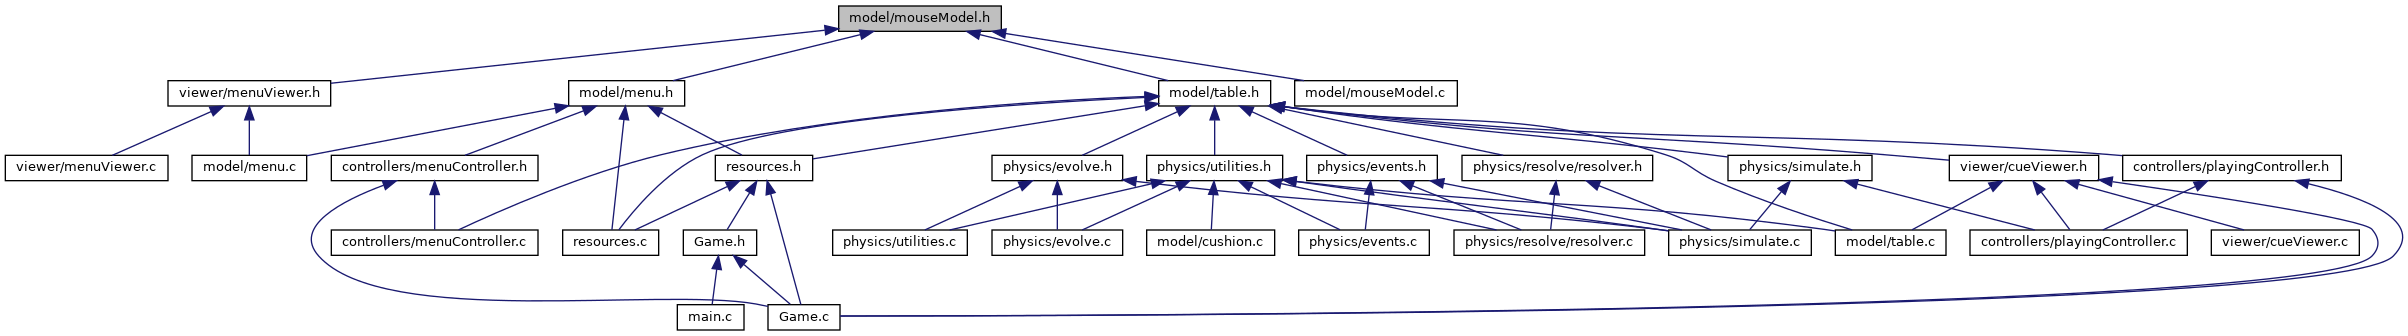 model/mouseModel.h
viewer/menuViewer.h
model/menu.h
model/table.h
model/mouseModel.c
viewer/menuViewer.c
model/menu.c
controllers/menuController.h
resources.h
physics/evolve.h
physics/utilities.h
physics/events.h
physics/resolve/resolver.h
physics/simulate.h
viewer/cueViewer.h
controllers/playingController.h
controllers/menuController.c
resources.c
Game.h
physics/utilities.c
physics/evolve.c
model/cushion.c
physics/events.c
physics/resolve/resolver.c
physics/simulate.c
model/table.c
controllers/playingController.c
viewer/cueViewer.c
main.c
Game.c